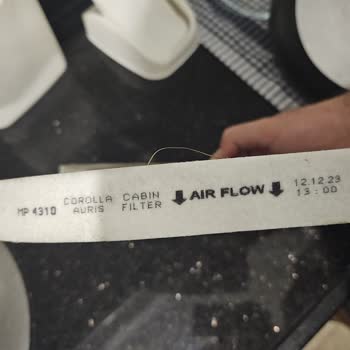 MP 4310 COROLLA CABIN ⬇ AIR FLOW ⬇ 12.12.23
AURIS FILTER 13:00